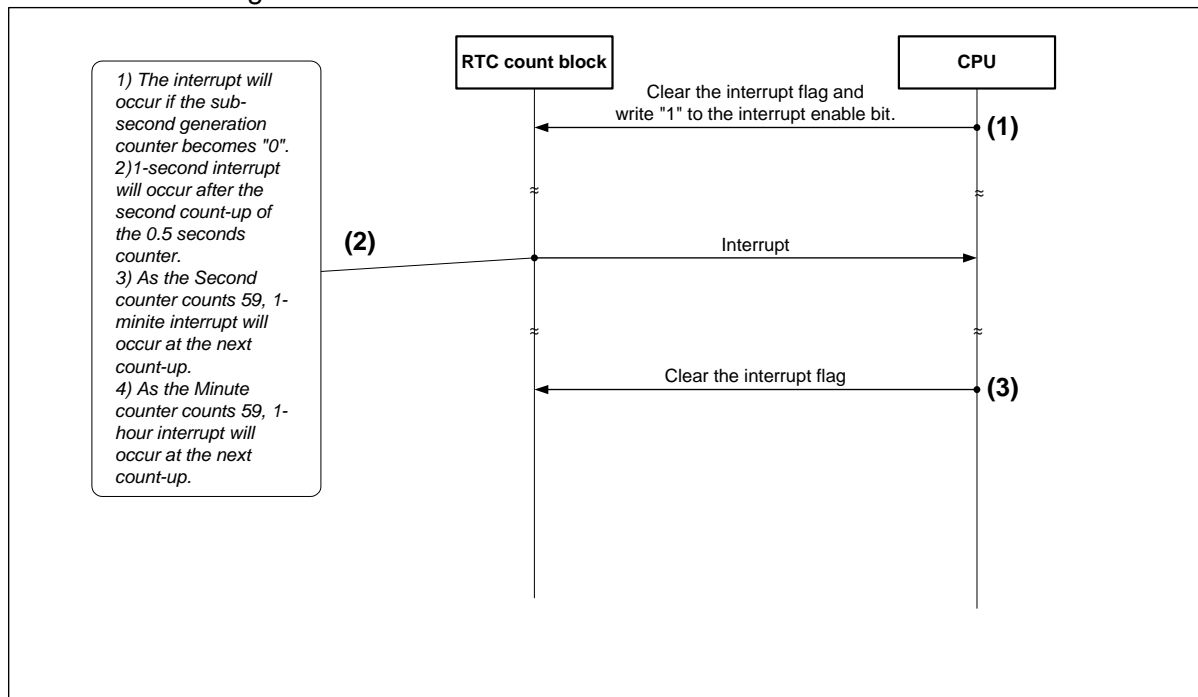 RTC count block
CPU
1) The interrupt will
occur if the sub-
second generation
counter becomes "0".
2)1-second interrupt
will occur after the
second count-up of
the 0.5 seconds
counter.
3) As the Second
counter counts 59, 1-
minite interrupt will
occur at the next
count-up.
4) As the Minute
counter counts 59, 1-
hour interrupt will
occur at the next
count-up.
Clear the interrupt flag and
write "1" to the interrupt enable bit.
(1)
≈ ≈
(2)
Interrupt
≈ ≈
Clear the interrupt flag
(3)